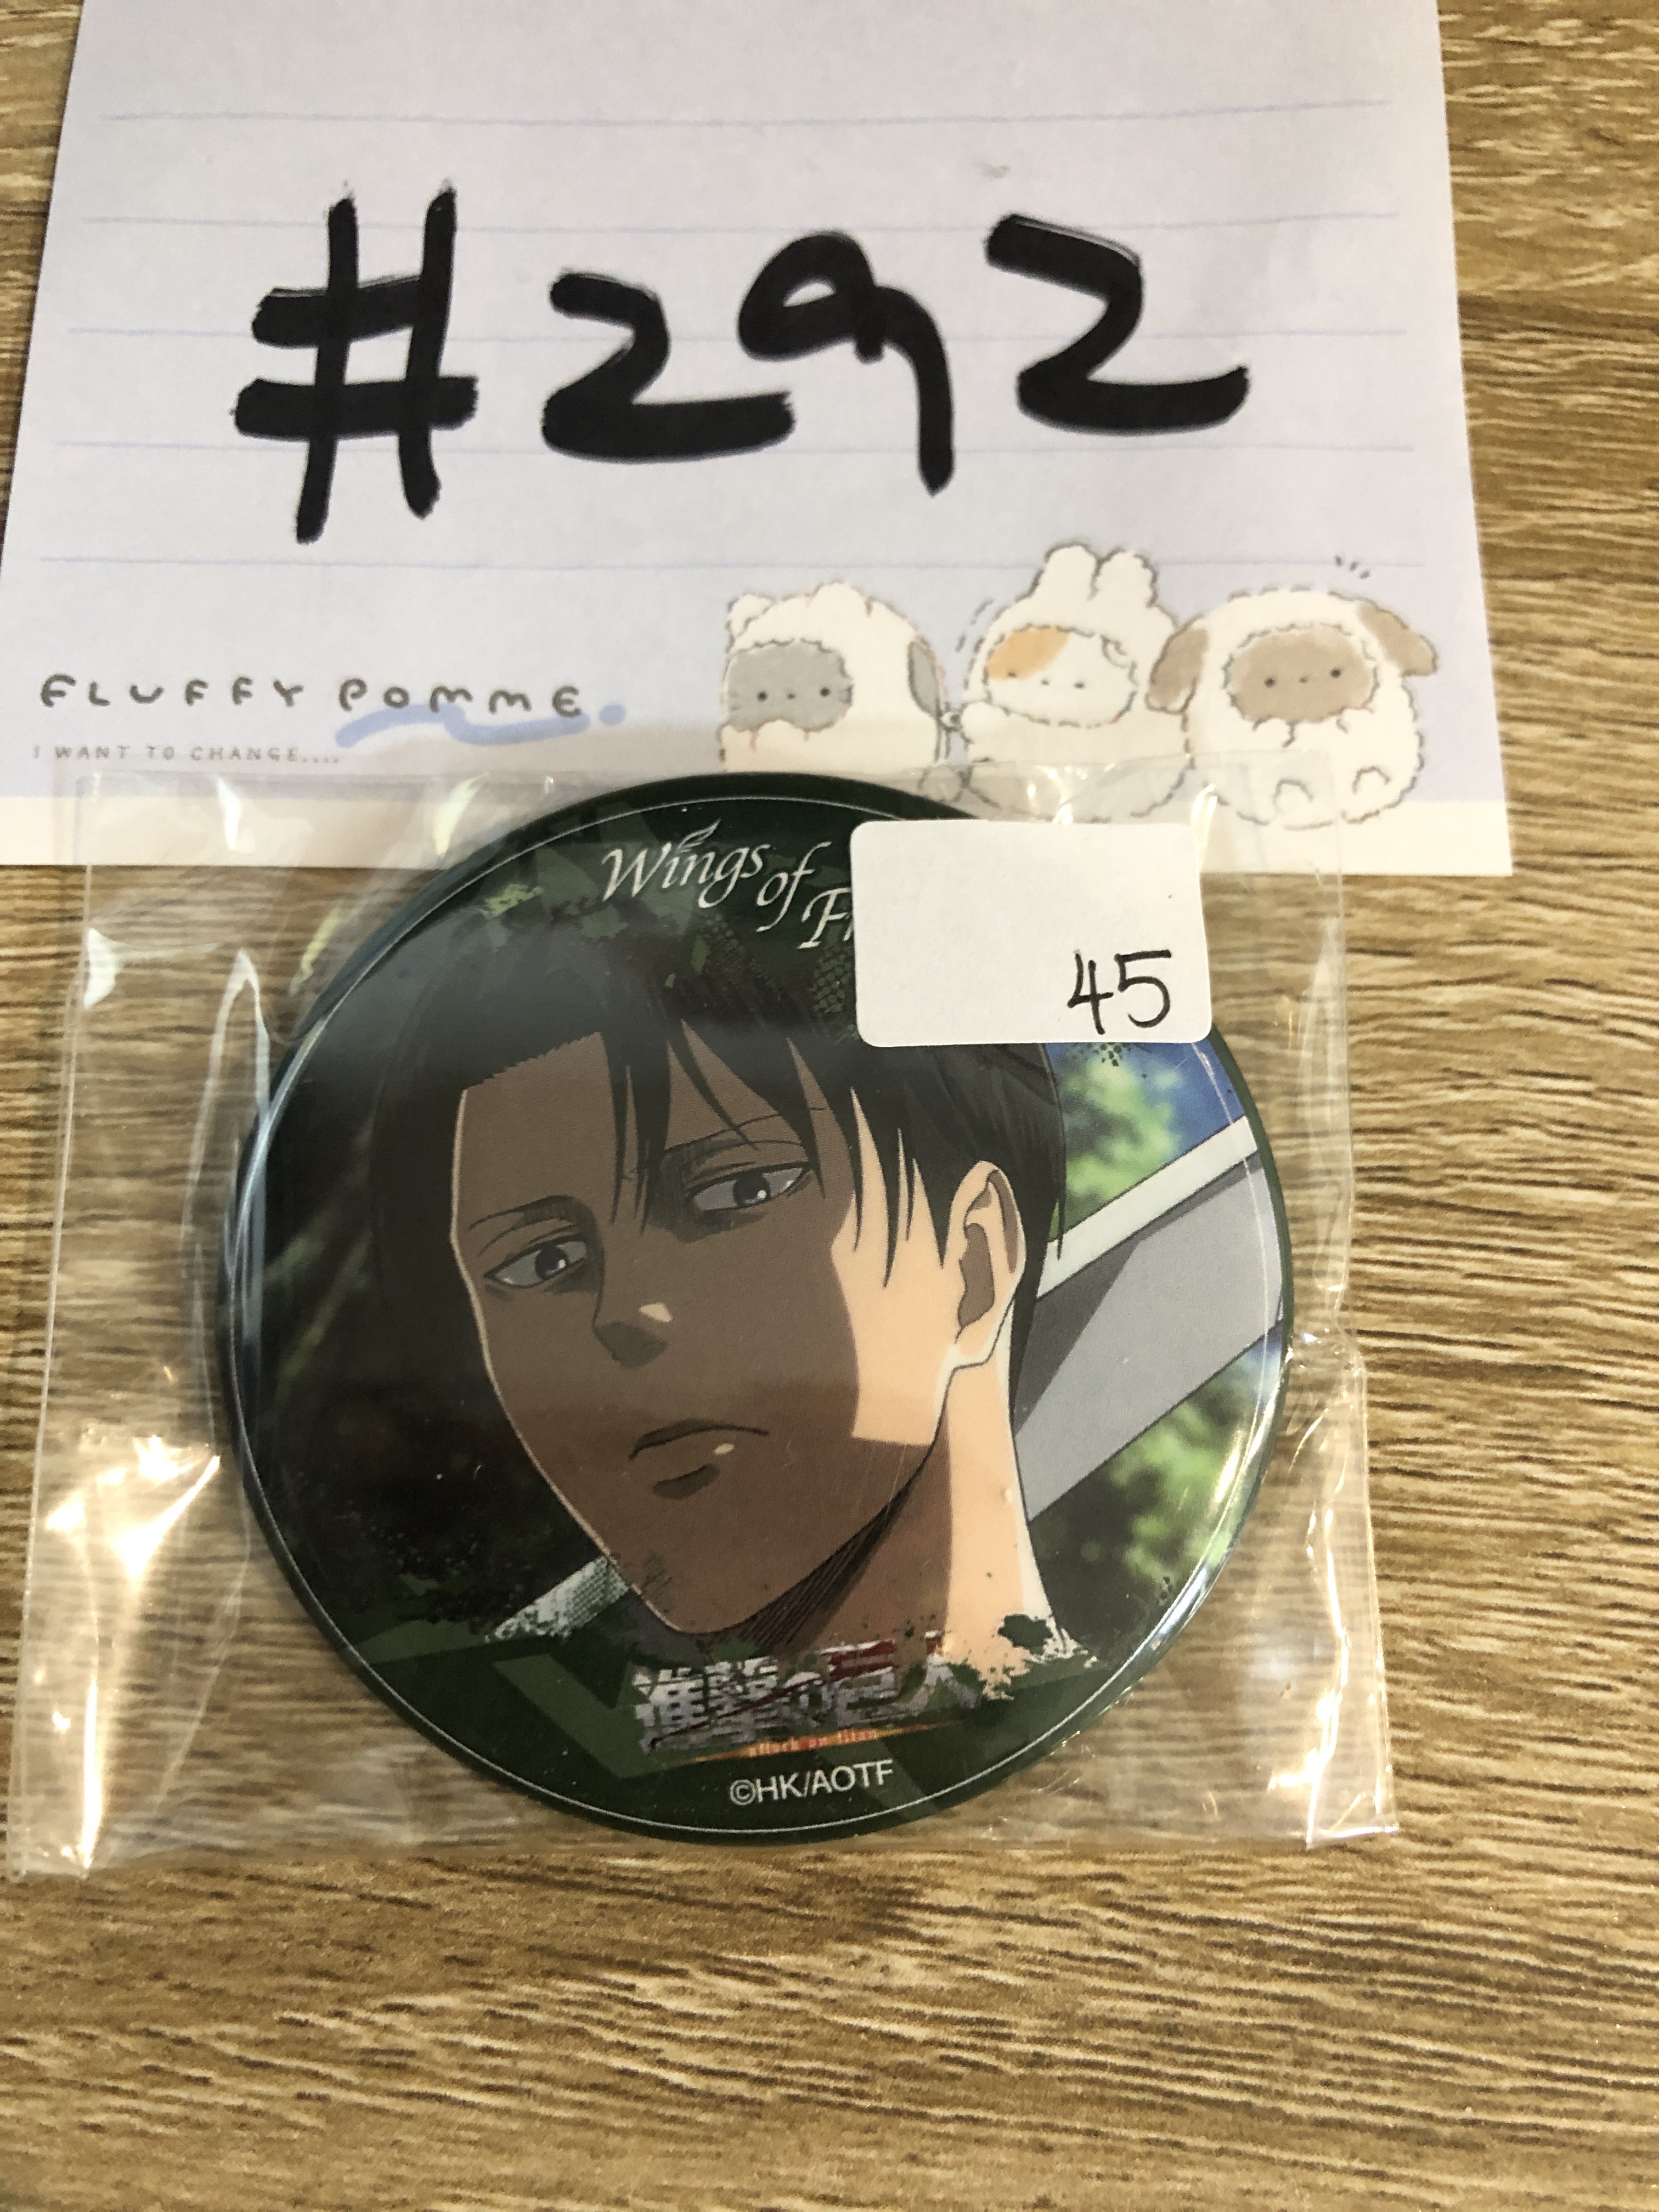 #292
FLUFFY POMME
I WANT TO CHANGE....
Wings of
45
進撃の巨人
attack on titan
©HK/AOTF